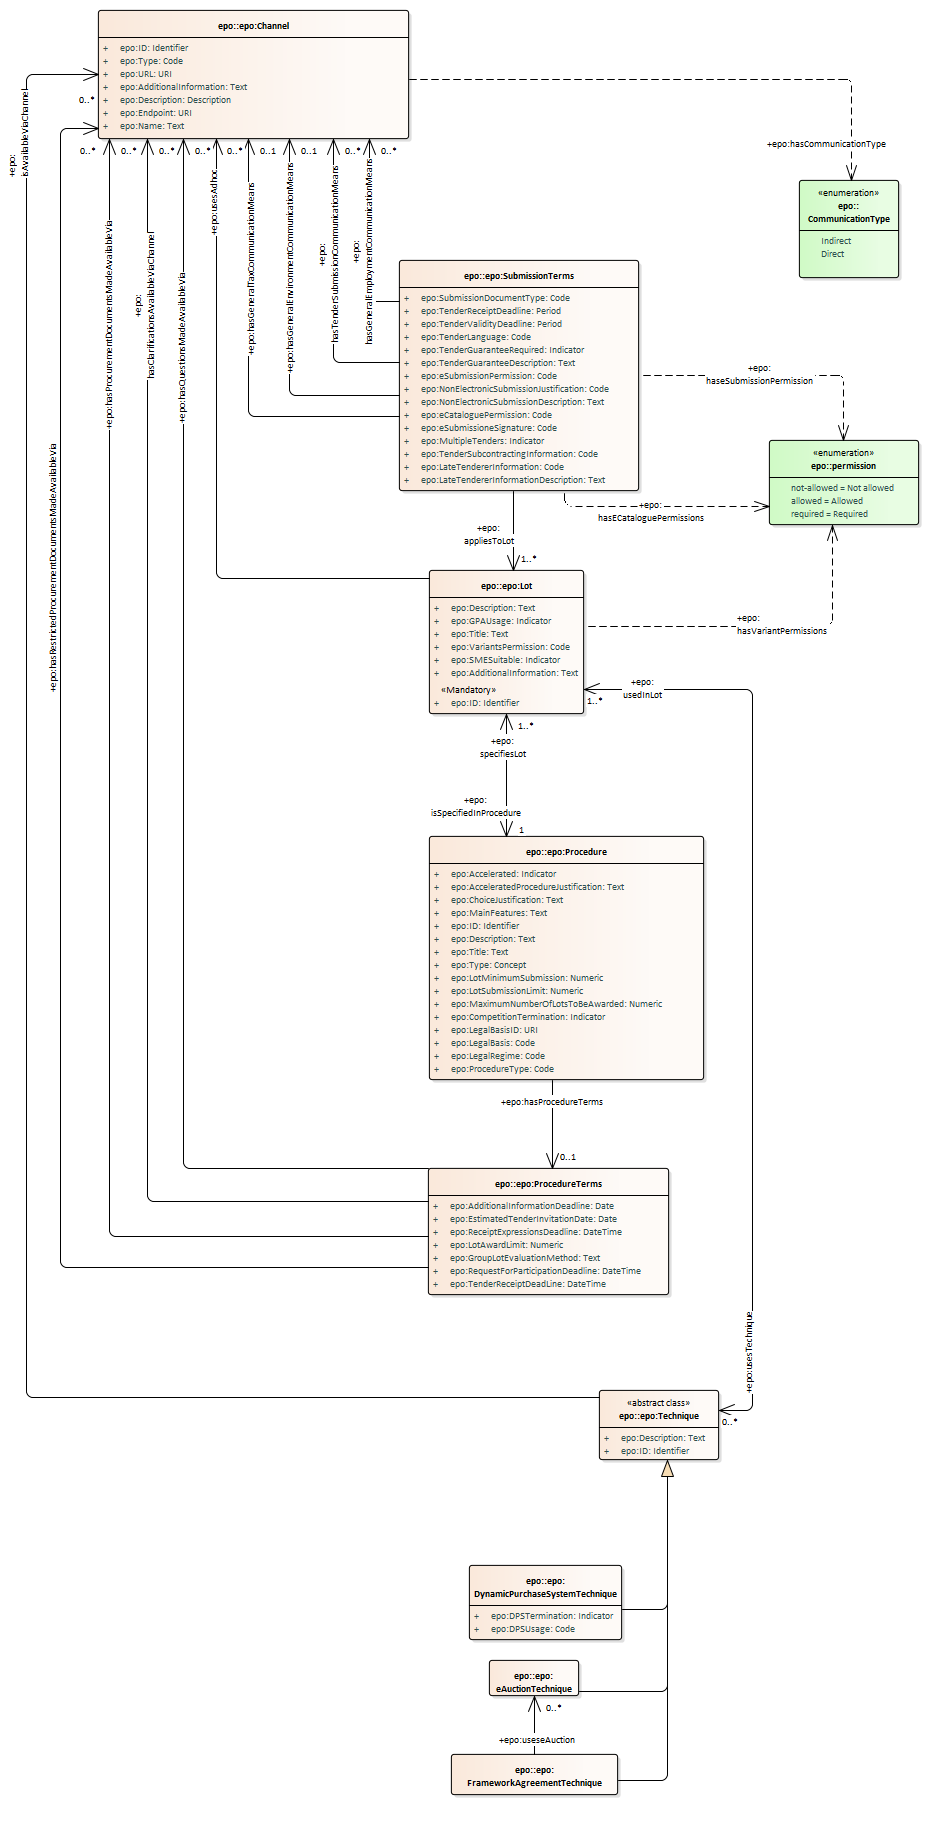 epo::epo:Channel
+ epo:ID: Identifier
+ epo:Type: Code
+ epo:URL: URI
+ epo:AdditionalInformation: Text
+ epo:Description: Description
+ epo:Endpoint: URI
+ epo:Name: Text
+epo:
isAvailableViaChannel
0..*
0..*
0..*
0..*
0..*
0..*
0..1
0..1
0..*
0..*
+epo:hasCommunicationType
«enumeration»
epo::
CommunicationType
Indirect
Direct
+epo:hasRestrictedProcurementDocumentsMadeAvailableVia
+epo:hasProcurementDocumentsMadeAvailableVia
+epo:
hasClarificationsAvailableViaChannel
+epo:hasQuestionsMadeAvailableVia
+epo:usesAdhoc
+epo:hasGeneralTaxCommunicationMeans
+epo:hasGeneralEnvironmentCommunicationMeans
+epo:
hasTenderSubmissionCommunicationMeans
+epo:
hasGeneralEmploymentCommunicationMeans
epo::epo:SubmissionTerms
+ epo:SubmissionDocumentType: Code
+ epo:TenderReceiptDeadline: Period
+ epo:TenderValidityDeadline: Period
+ epo:TenderLanguage: Code
+ epo:TenderGuaranteeRequired: Indicator
+ epo:TenderGuaranteeDescription: Text
+ epo:eSubmissionPermission: Code
+ epo:NonElectronicSubmissionJustification: Code
+ epo:NonElectronicSubmissionDescription: Text
+ epo:eCataloguePermission: Code
+ epo:eSubmissioneSignature: Code
+ epo:MultipleTenders: Indicator
+ epo:TenderSubcontractingInformation: Code
+ epo:LateTendererInformation: Code
+ epo:LateTendererInformationDescription: Text
+epo:
haseSubmissionPermission
«enumeration»
epo::permission
not-allowed = Not allowed
allowed = Allowed
required = Required
+epo:
hasECataloguePermissions
+epo:
appliesToLot
1..*
epo::epo:Lot
+ epo:Description: Text
+ epo:GPAUsage: Indicator
+ epo:Title: Text
+ epo:VariantsPermission: Code
+ epo:SMESuitable: Indicator
+ epo:AdditionalInformation: Text
«Mandatory»
+ epo:ID: Identifier
+epo:
hasVariantPermissions
+epo:
usedInLot
1..*
1..*
+epo:
specifiesLot
+epo:
isSpecifiedInProcedure
1
epo::epo:Procedure
+ epo:Accelerated: Indicator
+ epo:AcceleratedProcedureJustification: Text
+ epo:ChoiceJustification: Text
+ epo:MainFeatures: Text
+ epo:ID: Identifier
+ epo:Description: Text
+ epo:Title: Text
+ epo:Type: Concept
+ epo:LotMinimumSubmission: Numeric
+ epo:LotSubmissionLimit: Numeric
+ epo:MaximumNumberOfLotsToBeAwarded: Numeric
+ epo:CompetitionTermination: Indicator
+ epo:LegalBasisID: URI
+ epo:LegalBasis: Code
+ epo:LegalRegime: Code
+ epo:ProcedureType: Code
+epo:hasProcedureTerms
0..1
epo::epo:ProcedureTerms
+ epo:AdditionalInformationDeadline: Date
+ epo:EstimatedTenderInvitationDate: Date
+ epo:ReceiptExpressionsDeadline: DateTime
+ epo:LotAwardLimit: Numeric
+ epo:GroupLotEvaluationMethod: Text
+ epo:RequestForParticipationDeadline: DateTime
+ epo:TenderReceiptDeadLine: DateTime
+epo:usesTechnique
0..*
«abstract class»
epo::epo:Technique
+ epo:Description: Text
+ epo:ID: Identifier
epo::epo:
DynamicPurchaseSystemTechnique
+ epo:DPSTermination: Indicator
+ epo:DPSUsage: Code
epo::epo:
eAuctionTechnique
0..*
+epo:useseAuction
epo::epo:
FrameworkAgreementTechnique